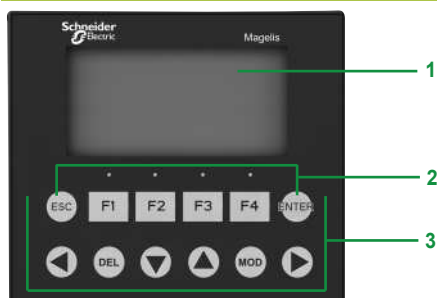 Schneider
Electric
Magelis
1
2
ESC F1 F2 F3 F4 ENTER
3
DEL MOD